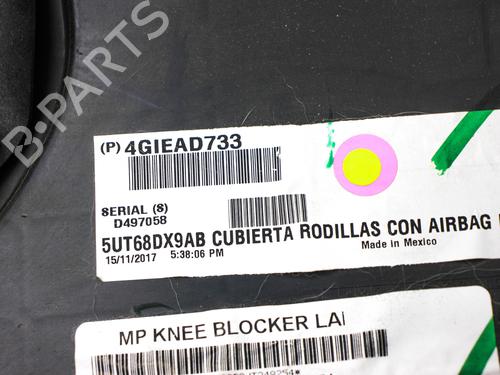 B-PARTS
(P) 4GIEAD733
SERIAL (S)
D497058
5UT68DX9AB CUBIERTA RODILLAS CON AIRBAG
15/11/2017 5:38:06 PM Made in Mexico
MP KNEE BLOCKER